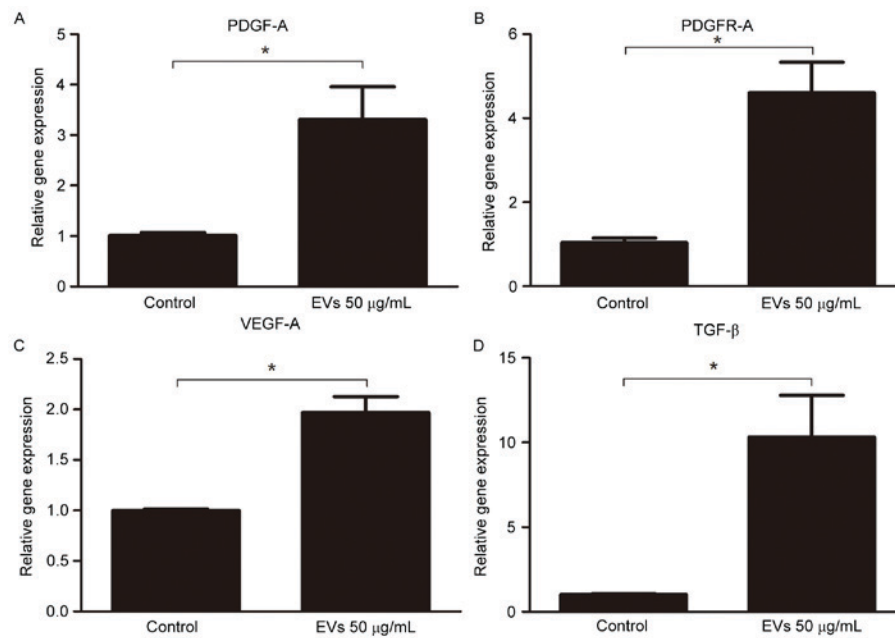 A
PDGF-A
Relative gene expression
5
4
3
2
1
0
*
Control
EVs 50 μg/mL
B
PDGFR-A
Relative gene expression
6
4
2
0
*
Control
EVs 50 μg/mL
C
VEGF-A
Relative gene expression
2.5
2.0
1.5
1.0
0.5
0.0
*
Control
EVs 50 μg/mL
D
TGF-β
Relative gene expression
15
10
5
0
*
Control
EVs 50 μg/mL